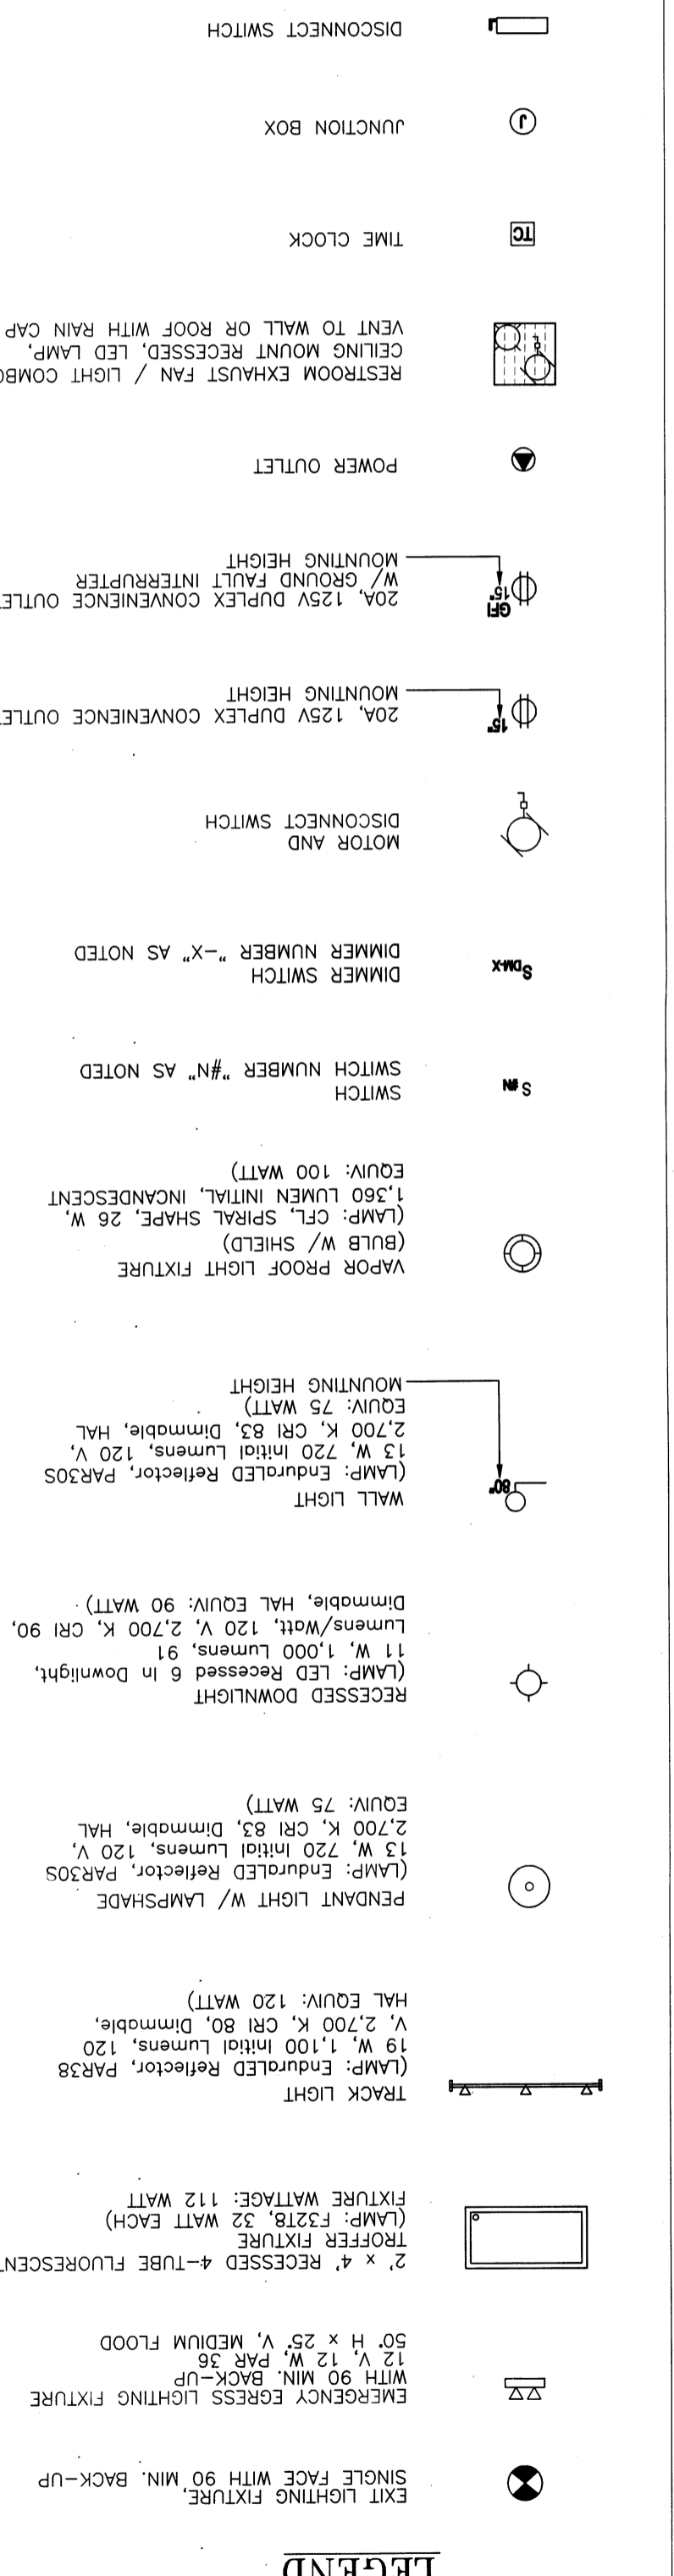 LEGEND
EXIT LIGHTING FIXTURE,
SINGLE FACE WITH 90 MIN. BACK-UP
EMERGENCY EGRESS LIGHTING FIXTURE
WITH 90 MIN. BACK-UP
12 V, 12 W, PAR 36
50° H x 25° V, MEDIUM FLOOD
2' x 4' RECESSED 4-TUBE FLUORESCENT
TROFFER FIXTURE
(LAMP: F32T8, 32 WATT EACH)
FIXTURE WATTAGE: 112 WATT
TRACK LIGHT
(LAMP: EnduraLED Reflector, PAR38
19 W, 1,100 Initial Lumens, 120
V, 2,700 K, CRI 80, Dimmable,
HAL EQUIV: 120 WATT)
PENDANT LIGHT W/ LAMPSHADE
(LAMP: EnduraLED Reflector, PAR30S
13 W, 720 Initial Lumens, 120 V,
2,700 K, CRI 83, Dimmable, HAL
EQUIV: 75 WATT)
RECESSED DOWNLIGHT
(LAMP: LED Recessed 6 In Downlight,
11 W, 1,000 Lumens, 91
Lumens/Watt, 120 V, 2,700 K, CRI 90,
Dimmable, HAL EQUIV: 90 WATT)
80"
WALL LIGHT
(LAMP: EnduraLED Reflector, PAR30S
13 W, 720 Initial Lumens, 120 V,
2,700 K, CRI 83, Dimmable, HAL
EQUIV: 75 WATT)
MOUNTING HEIGHT
VAPOR PROOF LIGHT FIXTURE
(BULB W/ SHIELD)
(LAMP: CFL, SPIRAL SHAPE, 26 W,
1,360 LUMEN INITIAL, INCANDESCENT
EQUIV: 100 WATT)
S #N
SWITCH
SWITCH NUMBER "#N" AS NOTED
S DM-X
DIMMER SWITCH
DIMMER NUMBER "-X" AS NOTED
MOTOR AND
DISCONNECT SWITCH
15"
20A, 125V DUPLEX CONVENIENCE OUTLE
MOUNTING HEIGHT
GFI
15"
20A, 125V DUPLEX CONVENIENCE OUTLE
W/ GROUND FAULT INTERRUPTER
MOUNTING HEIGHT
POWER OUTLET
RESTROOM EXHAUST FAN / LIGHT COMBO
CEILING MOUNT RECESSED, LED LAMP,
VENT TO WALL OR ROOF WITH RAIN CAP
TC
TIME CLOCK
J
JUNCTION BOX
DISCONNECT SWITCH